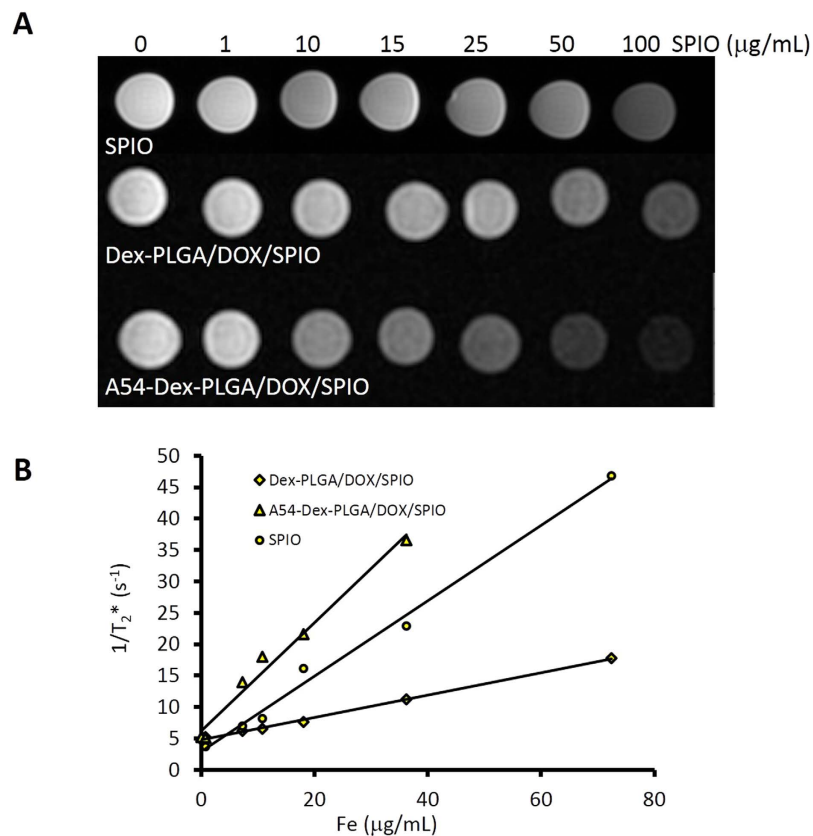 A
0 1 10 15 25 50 100 SPIO (μg/mL)
SPIO
Dex-PLGA/DOX/SPIO
A54-Dex-PLGA/DOX/SPIO
B
50
45
40
35
30
25
20
15
10
5
0
1/T2* (s-1)
Dex-PLGA/DOX/SPIO
A54-Dex-PLGA/DOX/SPIO
SPIO
0 20 40 60 80
Fe (μg/mL)